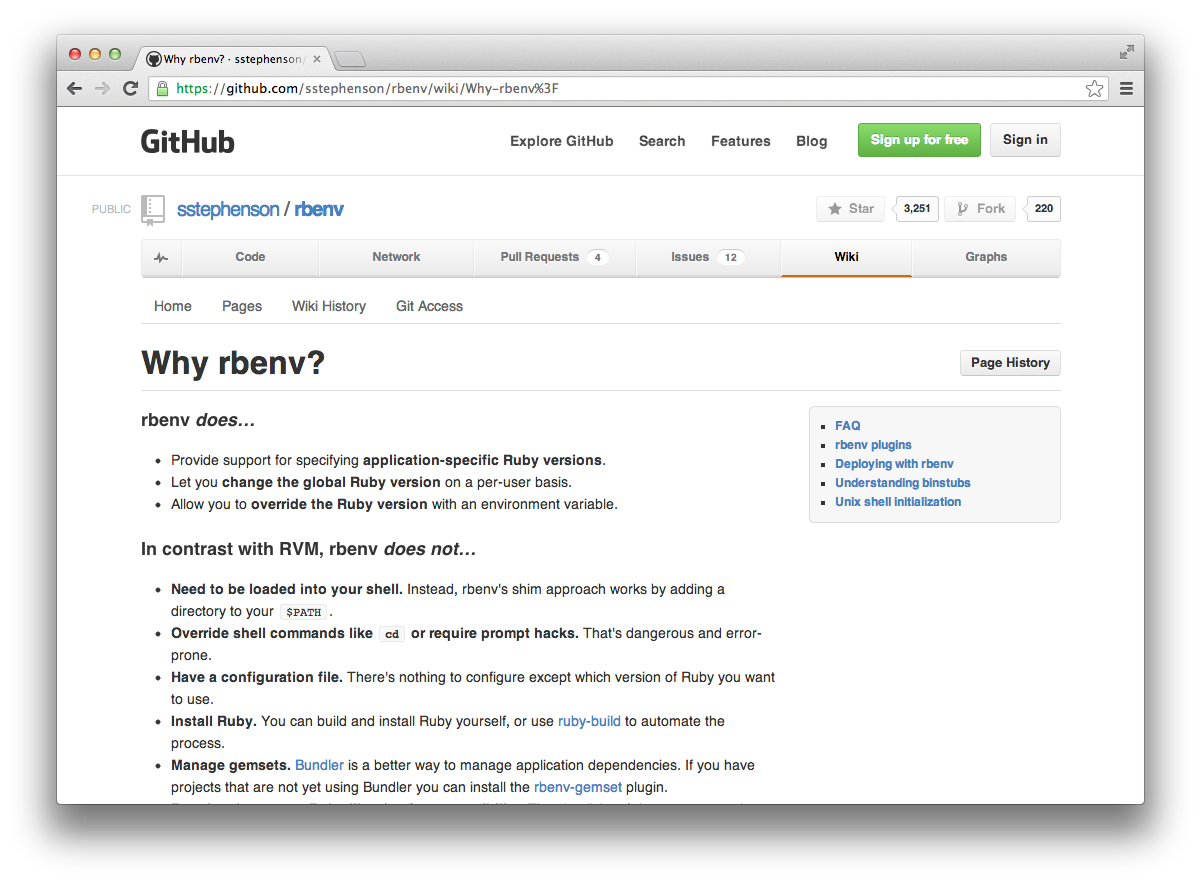 Why rbenv? · sstephenson/
https://github.com/sstephenson/rbenv/wiki/Why-rbenv%3F
GitHub
Explore GitHub Search Features Blog Sign up for free Sign in
PUBLIC sstephenson / rbenv Star 3,251 Fork 220
Code Network Pull Requests 4 Issues 12 Wiki Graphs
Home Pages Wiki History Git Access
Why rbenv?
Page History
rbenv does…
Provide support for specifying application-specific Ruby versions.
Let you change the global Ruby version on a per-user basis.
Allow you to override the Ruby version with an environment variable.
In contrast with RVM, rbenv does not…
Need to be loaded into your shell. Instead, rbenv's shim approach works by adding a
directory to your $PATH .
Override shell commands like cd or require prompt hacks. That's dangerous and error-
prone.
Have a configuration file. There's nothing to configure except which version of Ruby you want
to use.
Install Ruby. You can build and install Ruby yourself, or use ruby-build to automate the
process.
Manage gemsets. Bundler is a better way to manage application dependencies. If you have
projects that are not yet using Bundler you can install the rbenv-gemset plugin.
FAQ
rbenv plugins
Deploying with rbenv
Understanding binstubs
Unix shell initialization